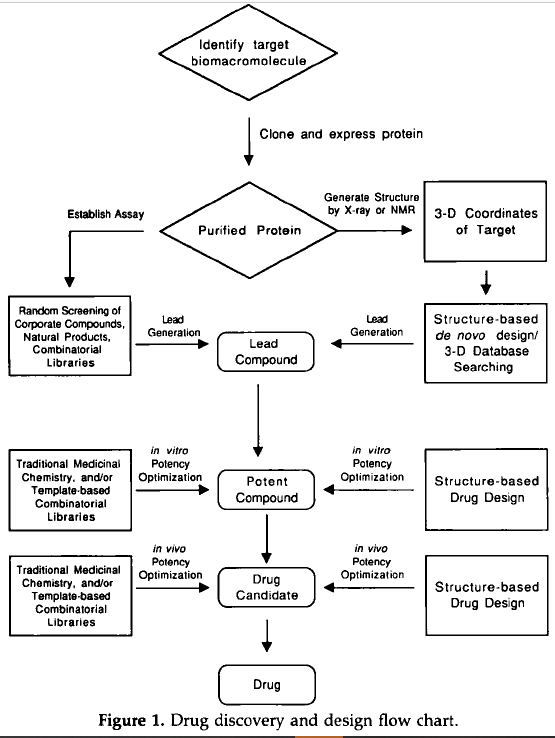 Identify target
biomacromolecule
Clone and express protein
Establish Assay
Purified Protein
Generate Structure
by X-ray or NMR
3-D Coordinates
of Target
Random Screening of
Corporate Compounds,
Natural Products,
Combinatorial
Libraries
Lead
Generation
Lead
Compound
Lead
Generation
Structure-based
de novo design/
3-D Database
Searching
Traditional Medicinal
Chemistry, and/or
Template-based
Combinatorial
Libraries
in vitro
Potency
Optimization
Potent
Compound
in vitro
Potency
Optimization
Structure-based
Drug Design
Traditional Medicinal
Chemistry, and/or
Template-based
Combinatorial
Libraries
in vivo
Potency
Optimization
Drug
Candidate
in vivo
Potency
Optimization
Structure-based
Drug Design
Drug
Figure 1. Drug discovery and design flow chart.